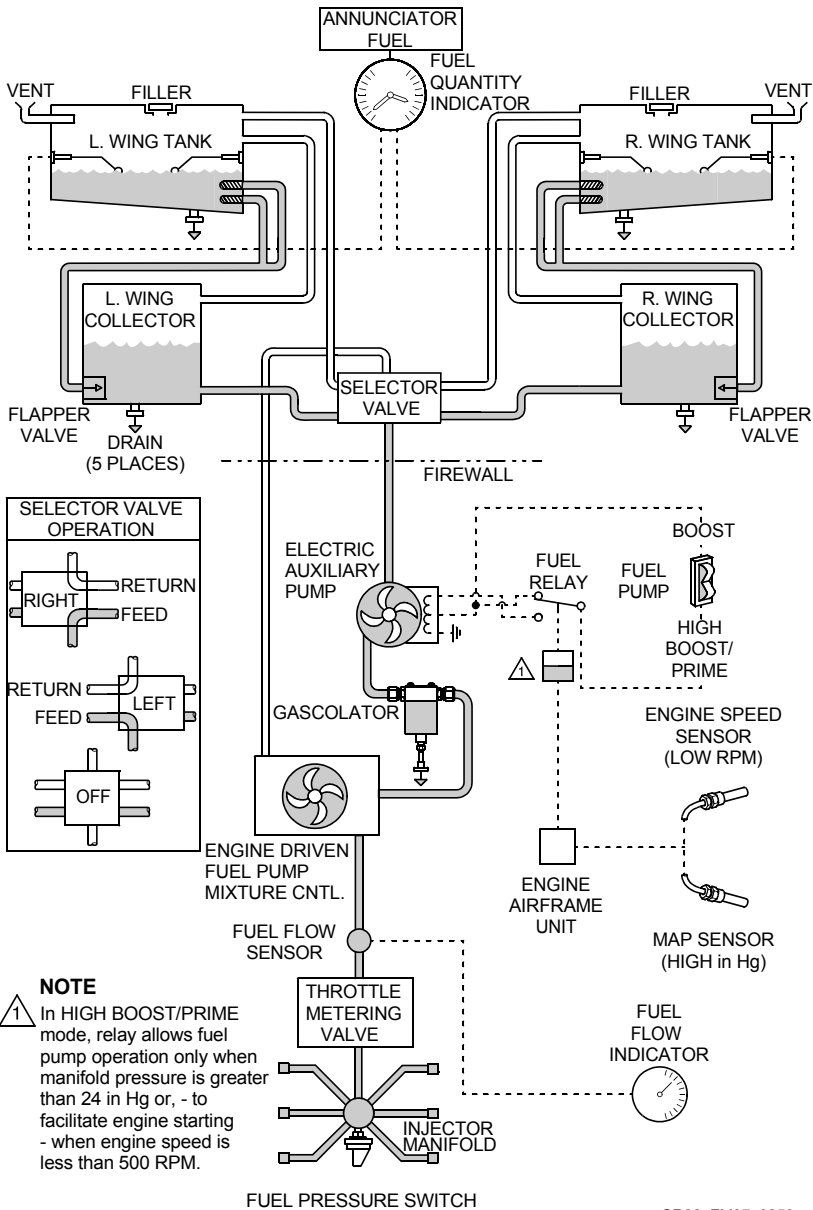 ANNUNCIATOR
FUEL
FUEL
QUANTITY
INDICATOR
VENT
FILLER
L. WING TANK
FILLER
VENT
R. WING TANK
L. WING
COLLECTOR
R. WING
COLLECTOR
SELECTOR
VALVE
FLAPPER
VALVE
DRAIN
(5 PLACES)
FLAPPER
VALVE
FIREWALL
SELECTOR VALVE
OPERATION
RIGHT
RETURN
FEED
RETURN
FEED
LEFT
OFF
ELECTRIC
AUXILIARY
PUMP
FUEL
RELAY
BOOST
FUEL
PUMP
HIGH
BOOST/
PRIME
1
GASCOLATOR
ENGINE SPEED
SENSOR
(LOW RPM)
ENGINE DRIVEN
FUEL PUMP
MIXTURE CNTL.
ENGINE
AIRFRAME
UNIT
MAP SENSOR
(HIGH in Hg)
FUEL FLOW
SENSOR
THROTTLE
METERING
VALVE
FUEL
FLOW
INDICATOR
INJECTOR
MANIFOLD
FUEL PRESSURE SWITCH
NOTE
1 In HIGH BOOST/PRIME
mode, relay allows fuel
pump operation only when
manifold pressure is greater
than 24 in Hg or, - to
facilitate engine starting
- when engine speed is
less than 500 RPM.